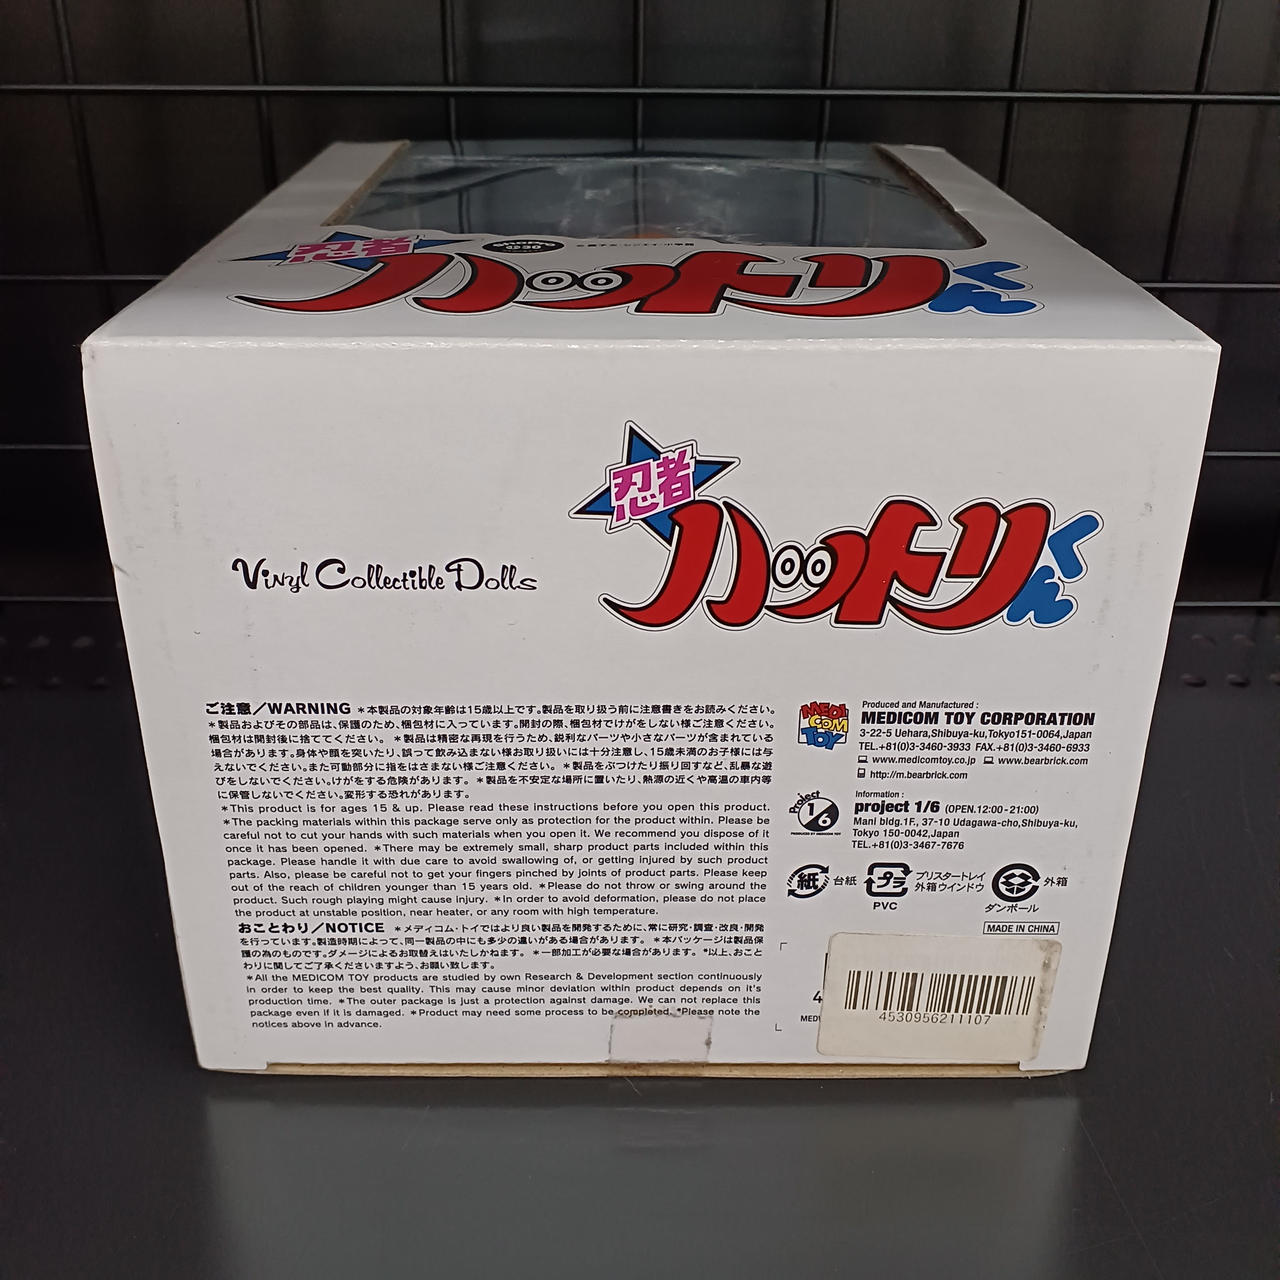 忍者
ハットリくん
忍者
ハットリくん
Vinyl Collectible Dolls
ご注意/WARNING *本製品の対象年齢は15歳以上です。製品を取り扱う前に注意書きをお読みください。
*製品およびその部品は、保護のため、梱包材に入っています。開封の際、梱包材でけがをしない様ご注意ください。
梱包材は開封後に捨ててください。 *製品は精密な再現を行うため、鋭利なパーツや小さなパーツが含まれている
場合があります。身体や顔を突いたり、誤って飲み込まない様お取り扱いには十分注意し、15歳未満のお子様には与
えないでください。また可動部分に指をはさまない様ご注意ください。 *製品をぶつけたり振り回すなど、乱暴な遊
びをしないでください。けがをする危険があります。 *製品を不安定な場所に置いたり、熱源の近くや高温の車内等
に保管しないでください。変形する恐れがあります。
*This product is for ages 15 & up. Please read these instructions before you open this product.
*The packing materials within this package serve only as protection for the product within. Please be
careful not to cut your hands with such materials when you open it. We recommend you dispose of it
once it has been opened. *There may be extremely small, sharp product parts included within this
package. Please handle it with due care to avoid swallowing of, or getting injured by such product
parts. Also, please be careful not to get your fingers pinched by joints of product parts. Please keep
out of the reach of children younger than 15 years old. *Please do not throw or swing around the
product. Such rough playing might cause injury. *In order to avoid deformation, please do not place
the product at unstable position, near heater, or any room with high temperature.
おことわり/NOTICE *メディコム・トイではより良い製品を開発するために、常に研究・調査・改良・開発
を行っています。製造時期によって、同一製品の中にも多少の違いがある場合があります。 *本パッケージは製品保
護の為のものです。ダメージによるお取替えはいたしかねます。 *一部加工が必要な場合があります。*以上、おこと
わりに関してご了承くださいますよう、お願い致します。
*All the MEDICOM TOY products are studied by own Research & Development section continuously
in order to keep the best quality. This may cause minor deviation within product depends on it's
production time. *The outer package is just a protection against damage. We can not replace this
package even if it is damaged. *Product may need some process to be completed. *Please note the
notices above in advance.
MEDI
COM
TOY
Produced and Manufactured :
MEDICOM TOY CORPORATION
3-22-5 Uehara,Shibuya-ku,Tokyo151-0064,Japan
TEL.+81(0)3-3460-3933 FAX.+81(0)3-3460-6933
www.medicomtoy.co.jp www.bearbrick.com
http://m.bearbrick.com
Project
1/6
PRODUCED BY MEDICOM TOY
Information :
project 1/6 (OPEN.12:00-21:00)
Mani bldg.1F., 37-10 Udagawa-cho,Shibuya-ku,
Tokyo 150-0042,Japan
TEL.+81(0)3-3467-7676
紙 台紙
プラ ブリスタートレイ
外箱ウインドウ
PVC
外箱
ダンボール
MADE IN CHINA
4
MED
4530956211107